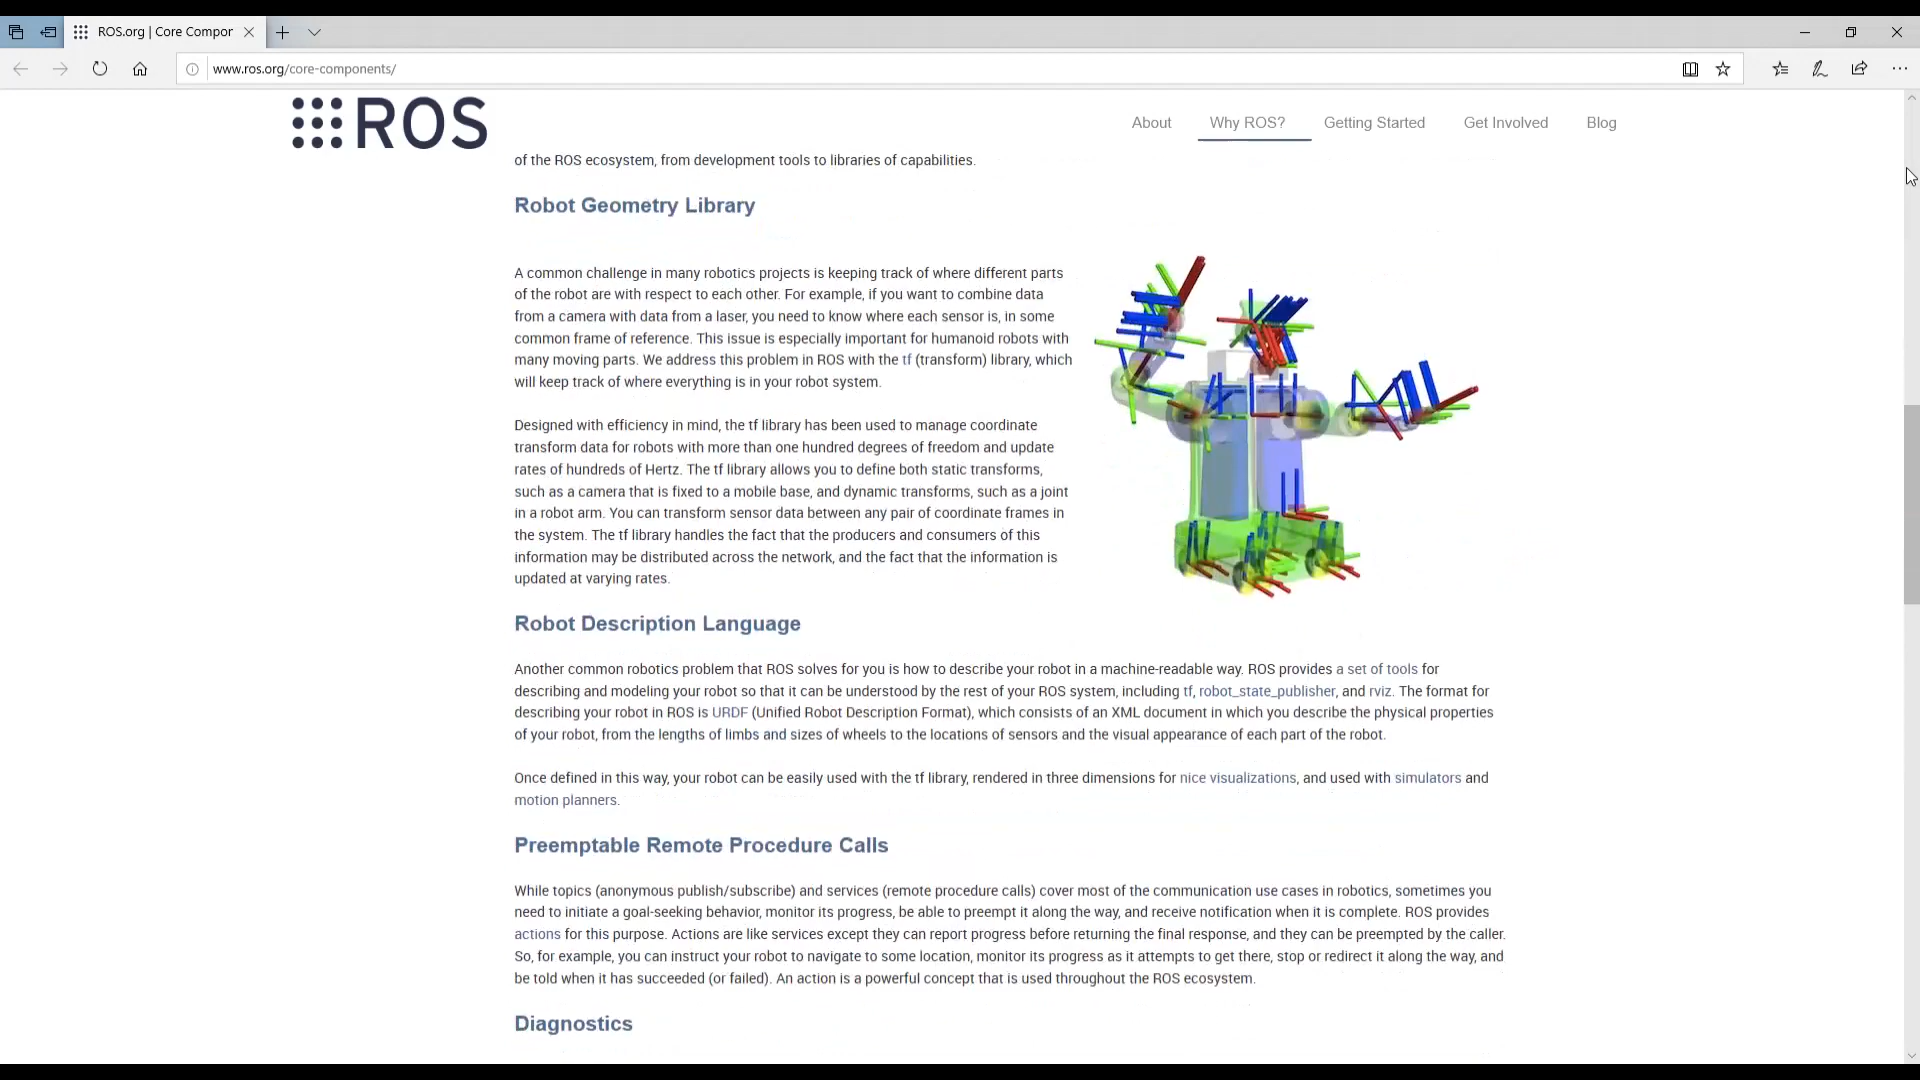 ROS.org | Core Compor
www.ros.org/core-components/
ROS
About Why ROS? Getting Started Get Involved Blog
of the ROS ecosystem, from development tools to libraries of capabilities.
Robot Geometry Library
A common challenge in many robotics projects is keeping track of where different parts
of the robot are with respect to each other. For example, if you want to combine data
from a camera with data from a laser, you need to know where each sensor is, in some
common frame of reference. This issue is especially important for humanoid robots with
many moving parts. We address this problem in ROS with the tf (transform) library, which
will keep track of where everything is in your robot system.
Designed with efficiency in mind, the tf library has been used to manage coordinate
transform data for robots with more than one hundred degrees of freedom and update
rates of hundreds of Hertz. The tf library allows you to define both static transforms,
such as a camera that is fixed to a mobile base, and dynamic transforms, such as a joint
in a robot arm. You can transform sensor data between any pair of coordinate frames in
the system. The tf library handles the fact that the producers and consumers of this
information may be distributed across the network, and the fact that the information is
updated at varying rates.
Robot Description Language
Another common robotics problem that ROS solves for you is how to describe your robot in a machine-readable way. ROS provides a set of tools for
describing and modeling your robot so that it can be understood by the rest of your ROS system, including tf, robot_state_publisher, and rviz. The format for
describing your robot in ROS is URDF (Unified Robot Description Format), which consists of an XML document in which you describe the physical properties
of your robot, from the lengths of limbs and sizes of wheels to the locations of sensors and the visual appearance of each part of the robot.
Once defined in this way, your robot can be easily used with the tf library, rendered in three dimensions for nice visualizations, and used with simulators and
motion planners.
Preemptable Remote Procedure Calls
While topics (anonymous publish/subscribe) and services (remote procedure calls) cover most of the communication use cases in robotics, sometimes you
need to initiate a goal-seeking behavior, monitor its progress, be able to preempt it along the way, and receive notification when it is complete. ROS provides
actions for this purpose. Actions are like services except they can report progress before returning the final response, and they can be preempted by the caller.
So, for example, you can instruct your robot to navigate to some location, monitor its progress as it attempts to get there, stop or redirect it along the way, and
be told when it has succeeded (or failed). An action is a powerful concept that is used throughout the ROS ecosystem.
Diagnostics